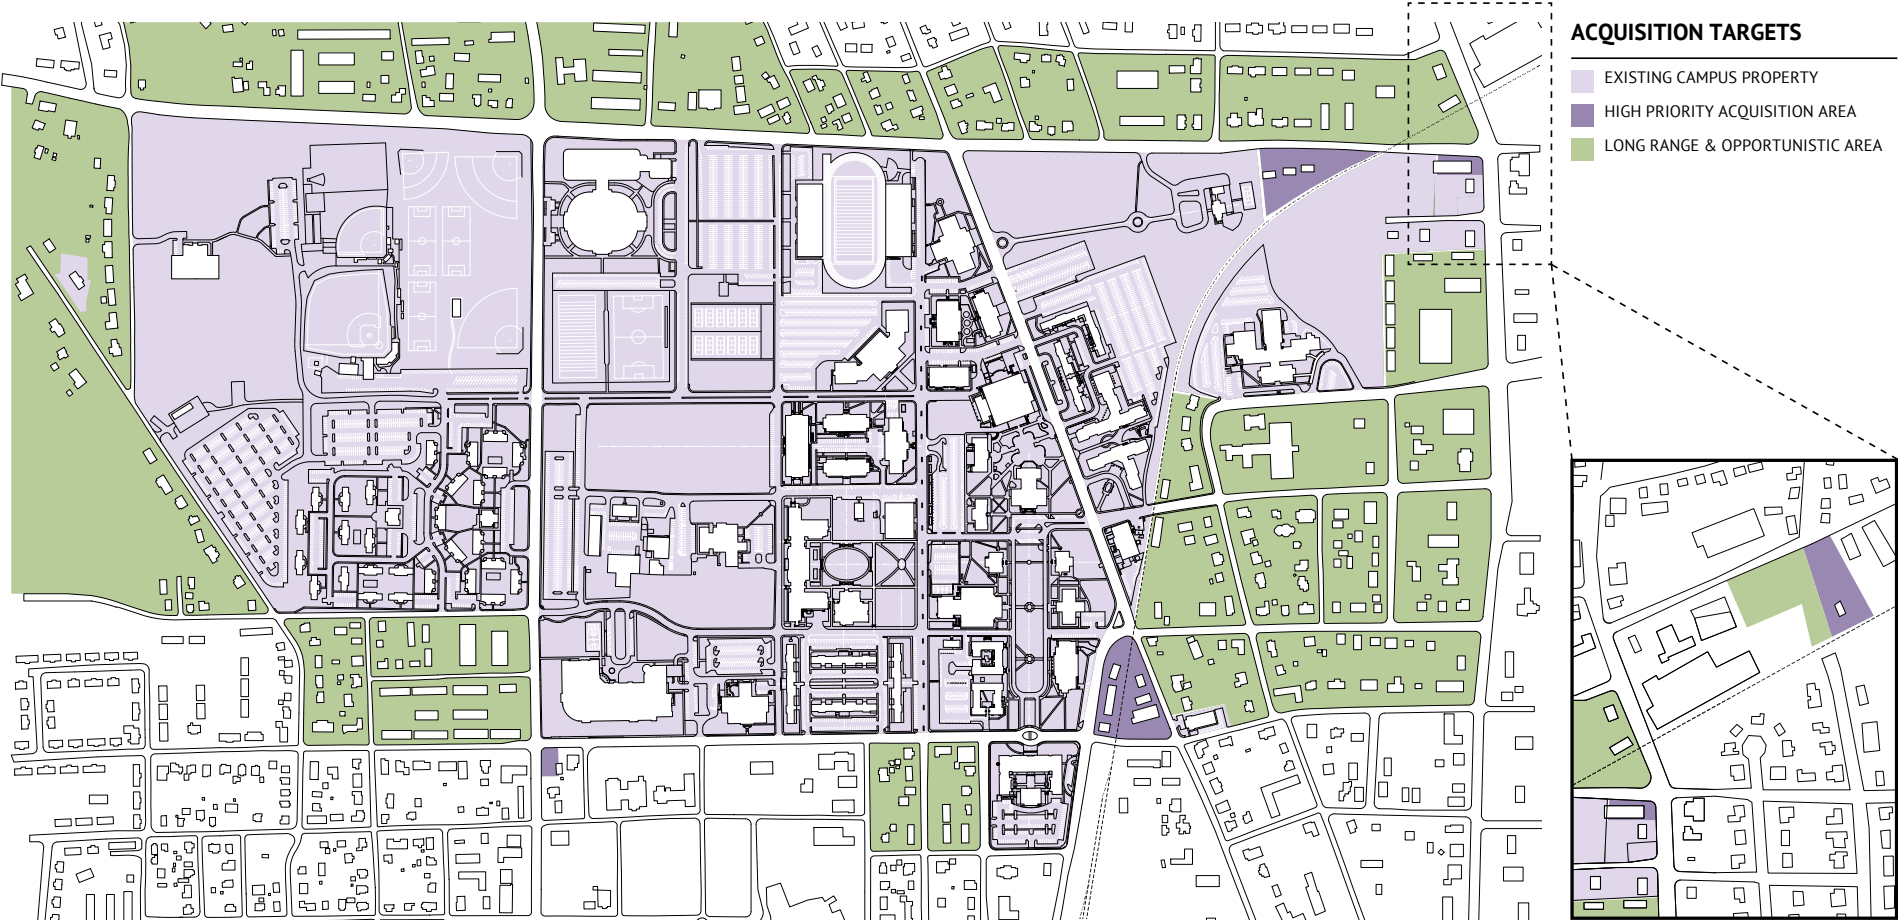 ACQUISITION TARGETS
EXISTING CAMPUS PROPERTY
HIGH PRIORITY ACQUISITION AREA
LONG RANGE & OPPORTUNISTIC AREA